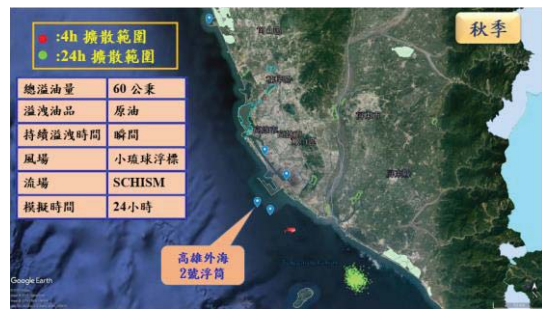 :4h 擴散範圍
:24h 擴散範圍
秋季
總溢油量 60 公秉
溢洩油品 原油
持續溢洩時間 瞬間
風場 小琉球浮標
流場 SCHISM
模擬時間 24小時
高雄外海
2號浮筒
Google Earth